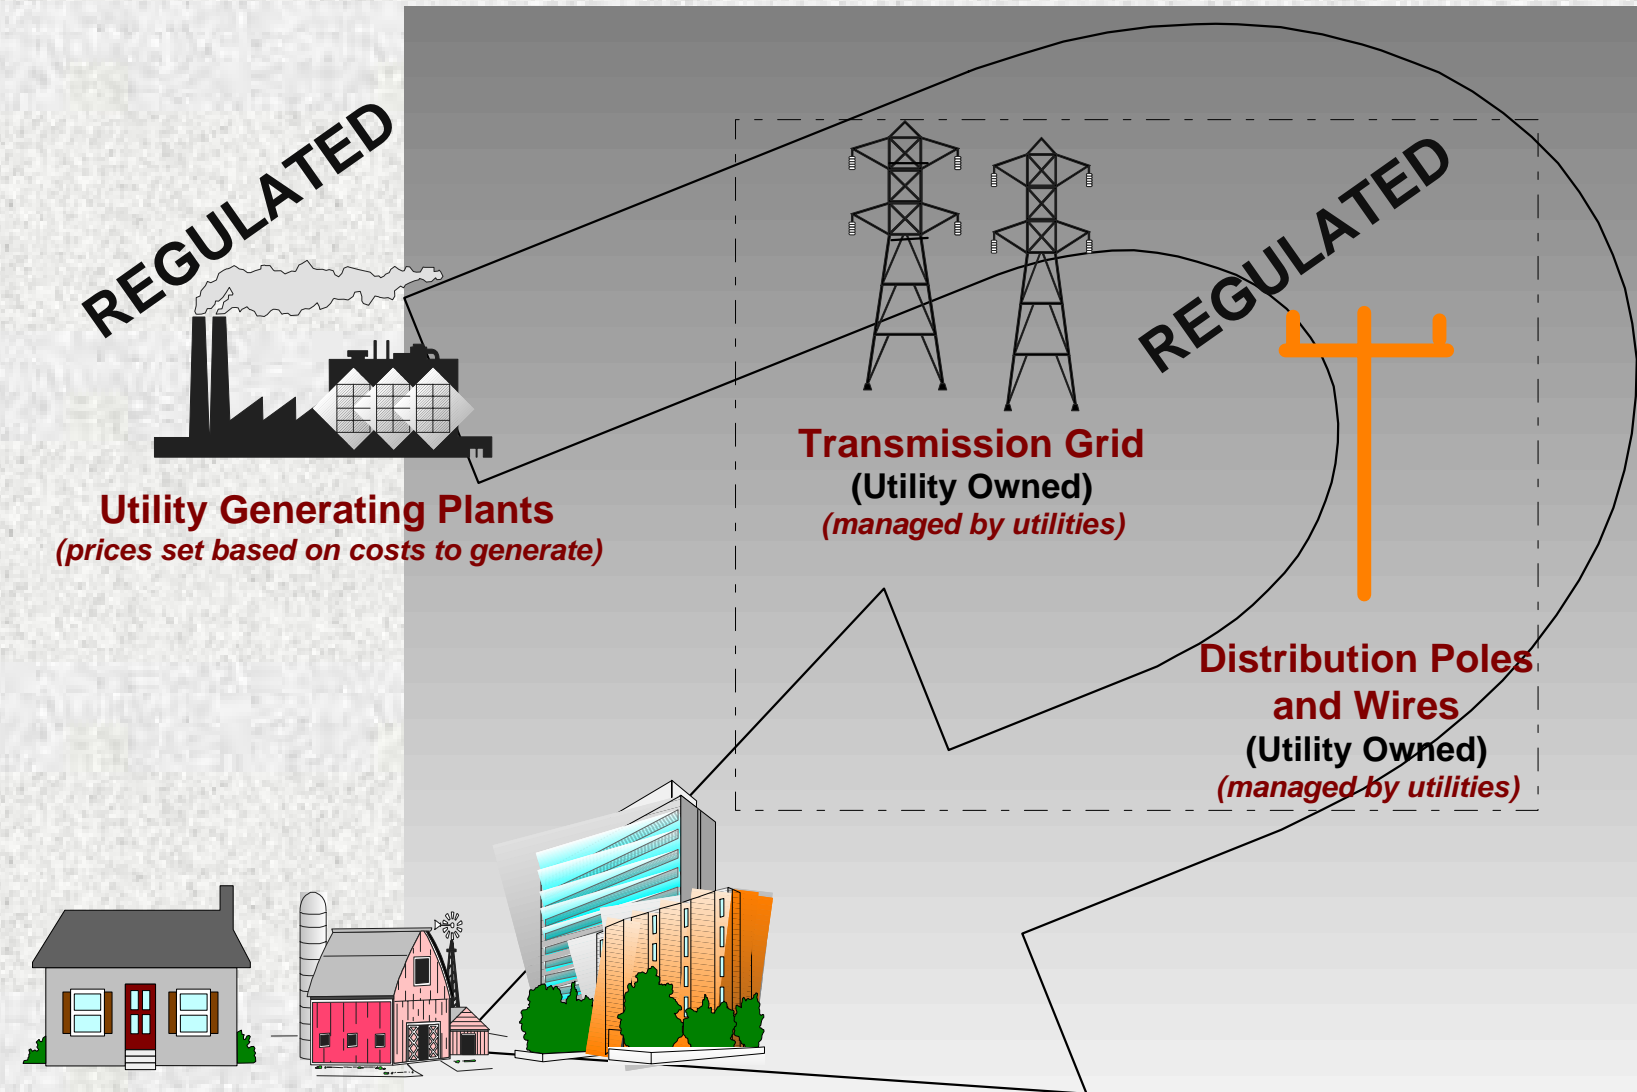 REGULATED
Utility Generating Plants
(prices set based on costs to generate)
Transmission Grid
(Utility Owned)
(managed by utilities)
REGULATED
Distribution Poles
and Wires
(Utility Owned)
(managed by utilities)